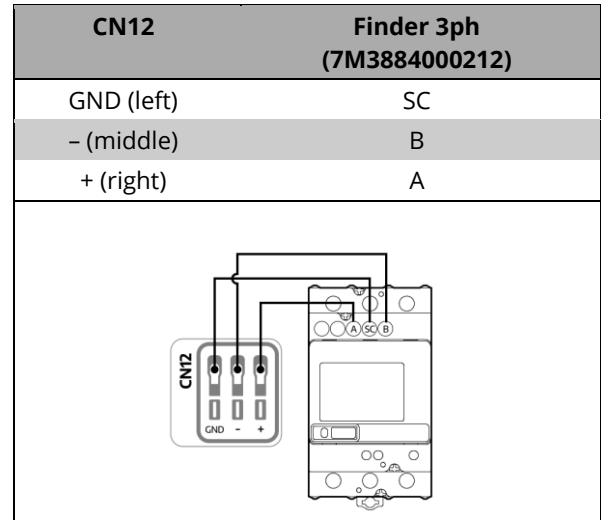 CN12 Finder 3ph
(7M3884000212)
GND (left) SC
– (middle) B
+ (right) A
A SC B
CN12
GND - +